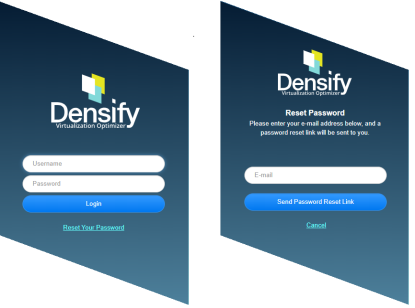 Densify
Virtualization Optimizer
Username
Password
Login
Reset Your Password
Densify
Virtualization Optimizer
Reset Password
Please enter your e-mail address below, and a
password reset link will be sent to you.
E-mail
Send Password Reset Link
Cancel